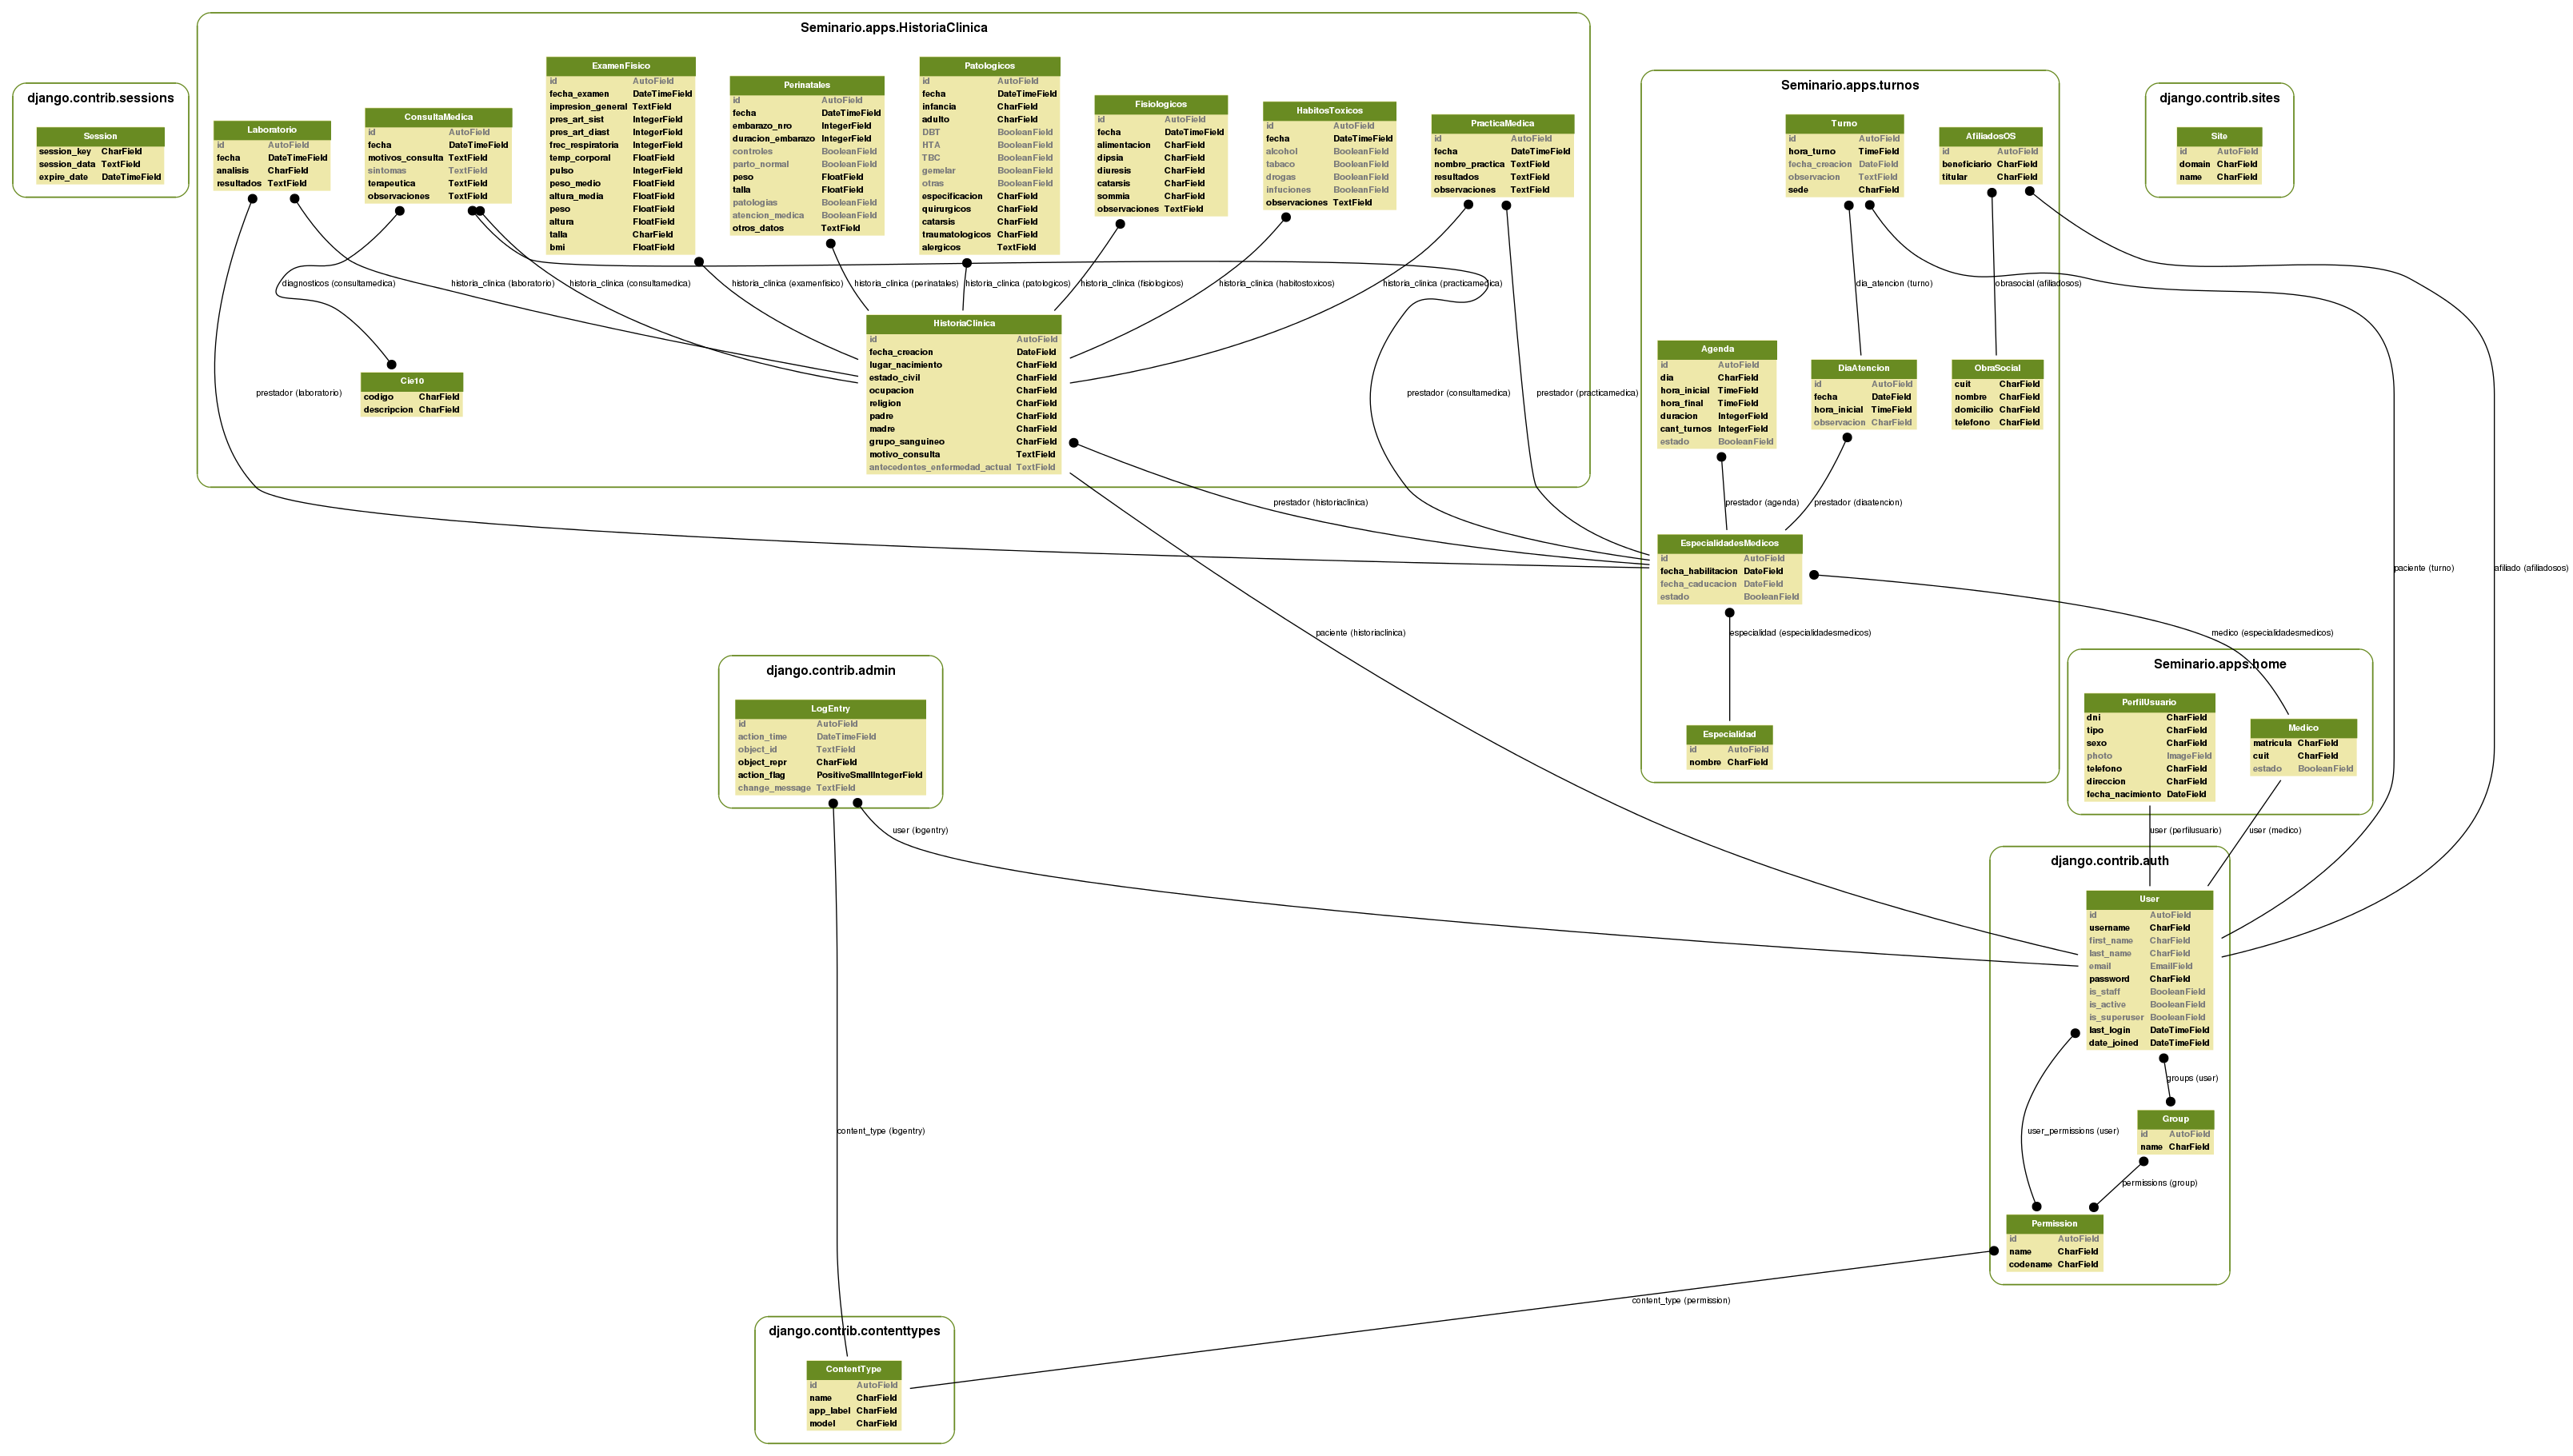 Seminario.apps.HistoriaClinica
django.contrib.sessions
Session
session_key CharField
session_data TextField
expire_date DateTimeField
Laboratorio
id AutoField
fecha DateTimeField
analisis CharField
resultados TextField
ConsultaMedica
id AutoField
fecha DateTimeField
motivos_consulta TextField
sintomas TextField
terapeutica TextField
observaciones TextField
ExamenFisico
id AutoField
fecha_examen DateTimeField
impresion_general TextField
pres_art_sist IntegerField
pres_art_diast IntegerField
frec_respiratoria IntegerField
temp_corporal FloatField
pulso IntegerField
peso_medio FloatField
altura_media FloatField
peso FloatField
altura FloatField
talla CharField
bmi FloatField
Perinatales
id AutoField
fecha DateTimeField
embarazo_nro IntegerField
duracion_embarazo IntegerField
controles BooleanField
parto_normal BooleanField
peso FloatField
talla FloatField
patologias BooleanField
atencion_medica BooleanField
otros_datos TextField
Patologicos
id AutoField
fecha DateTimeField
infancia CharField
adulto CharField
DBT BooleanField
HTA BooleanField
TBC BooleanField
gemelar BooleanField
otras BooleanField
especificacion CharField
quirurgicos CharField
catarsis CharField
traumatologicos CharField
alergicos TextField
Fisiologicos
id AutoField
fecha DateTimeField
alimentacion CharField
dipsia CharField
diuresis CharField
catarsis CharField
sommia CharField
observaciones TextField
HabitosToxicos
id AutoField
fecha DateTimeField
alcohol BooleanField
tabaco BooleanField
drogas BooleanField
infuciones BooleanField
observaciones TextField
PracticaMedica
id AutoField
fecha DateTimeField
nombre_practica TextField
resultados TextField
observaciones TextField
diagnosticos (consultamedica)
historia_clinica (laboratorio)
historia_clinica (consultamedica)
historia_clinica (examenfisico)
historia_clinica (perinatales)
historia_clinica (patologicos)
historia_clinica (fisiologicos)
historia_clinica (habitostoxicos)
historia_clinica (practicamedica)
HistoriaClinica
id AutoField
fecha_creacion DateField
lugar_nacimiento CharField
estado_civil CharField
ocupacion CharField
religion CharField
padre CharField
madre CharField
grupo_sanguineo CharField
motivo_consulta TextField
antecedentes_enfermedad_actual TextField
Cie10
codigo CharField
descripcion CharField
prestador (laboratorio)
prestador (consultamedica)
prestador (practicamedica)
prestador (historiaclinica)
paciente (historiaclinica)
Seminario.apps.turnos
Turno
id AutoField
hora_turno TimeField
fecha_creacion DateField
observacion TextField
sede CharField
AfiliadosOS
id AutoField
beneficiario CharField
titular CharField
dia_atencion (turno)
obrasocial (afiliadosos)
Agenda
id AutoField
dia CharField
hora_inicial TimeField
hora_final TimeField
duracion IntegerField
cant_turnos IntegerField
estado BooleanField
DiaAtencion
id AutoField
fecha DateField
hora_inicial TimeField
observacion CharField
ObraSocial
cuit CharField
nombre CharField
domicilio CharField
telefono CharField
prestador (agenda)
prestador (diaatencion)
EspecialidadesMedicos
id AutoField
fecha_habilitacion DateField
fecha_caducacion DateField
estado BooleanField
especialidad (especialidadesmedicos)
Especialidad
id AutoField
nombre CharField
django.contrib.sites
Site
id AutoField
domain CharField
name CharField
paciente (turno)
afiliado (afiliadosos)
medico (especialidadesmedicos)
Seminario.apps.home
PerfilUsuario
dni CharField
tipo CharField
sexo CharField
photo ImageField
telefono CharField
direccion CharField
fecha_nacimiento DateField
Medico
matricula CharField
cuit CharField
estado BooleanField
user (perfilusuario)
user (medico)
django.contrib.admin
LogEntry
id AutoField
action_time DateTimeField
object_id TextField
object_repr CharField
action_flag PositiveSmallIntegerField
change_message TextField
user (logentry)
content_type (logentry)
django.contrib.auth
User
id AutoField
username CharField
first_name CharField
last_name CharField
email EmailField
password CharField
is_staff BooleanField
is_active BooleanField
is_superuser BooleanField
last_login DateTimeField
date_joined DateTimeField
groups (user)
user_permissions (user)
Group
id AutoField
name CharField
permissions (group)
Permission
id AutoField
name CharField
codename CharField
content_type (permission)
django.contrib.contenttypes
ContentType
id AutoField
name CharField
app_label CharField
model CharField